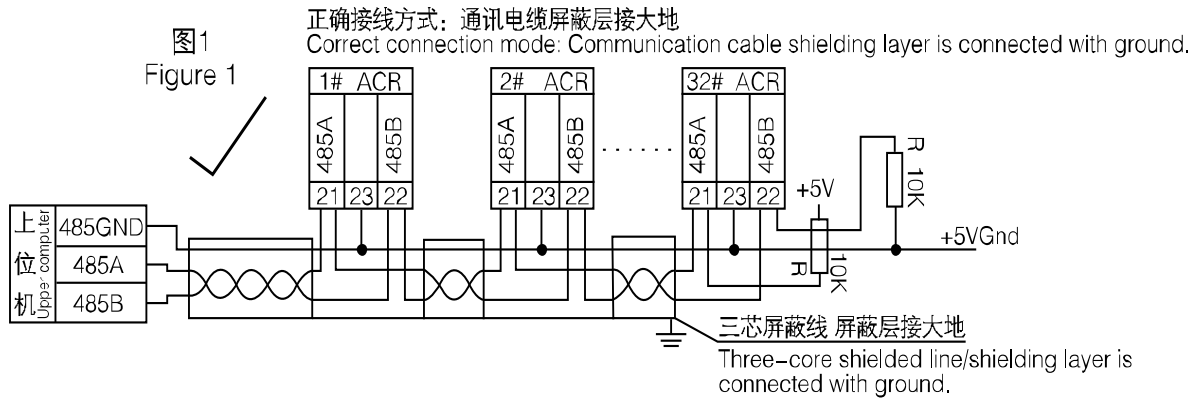 正确接线方式：通讯电缆屏蔽层接大地
图1
Correct connection mode: Communication cable shielding layer is connected with ground.
Figure 1
1# ACR
2# ACR
32# ACR
485A
485B
485A
485B
......
485A
485B
21 23 22
21 23 22
21 23 22
+5V
R 10K
上位机
Upper computer
485GND
485A
485B
+5VGnd
R 10K
三芯屏蔽线 屏蔽层接大地
Three-core shielded line/shielding layer is
connected with ground.